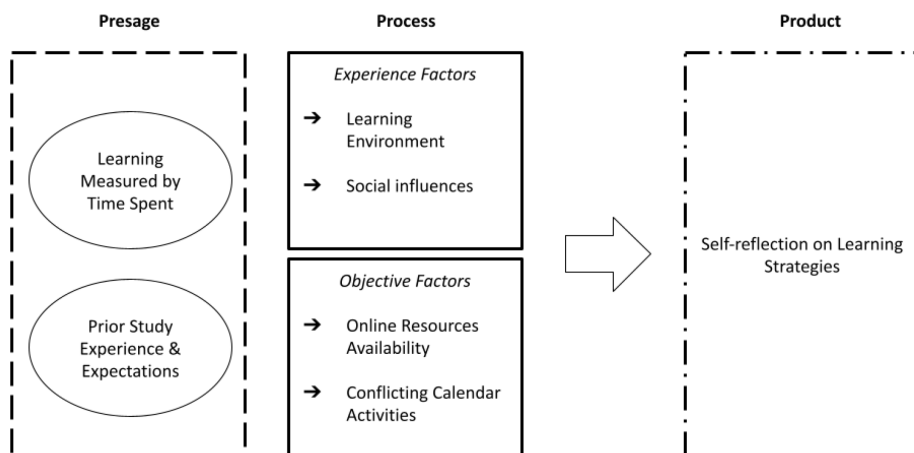 Presage
Process
Product
Learning
Measured by
Time Spent
Prior Study
Experience &
Expectations
Experience Factors
➔ Learning
Environment
➔ Social influences
Objective Factors
➔ Online Resources
Availability
➔ Conflicting Calendar
Activities
Self-reflection on Learning
Strategies